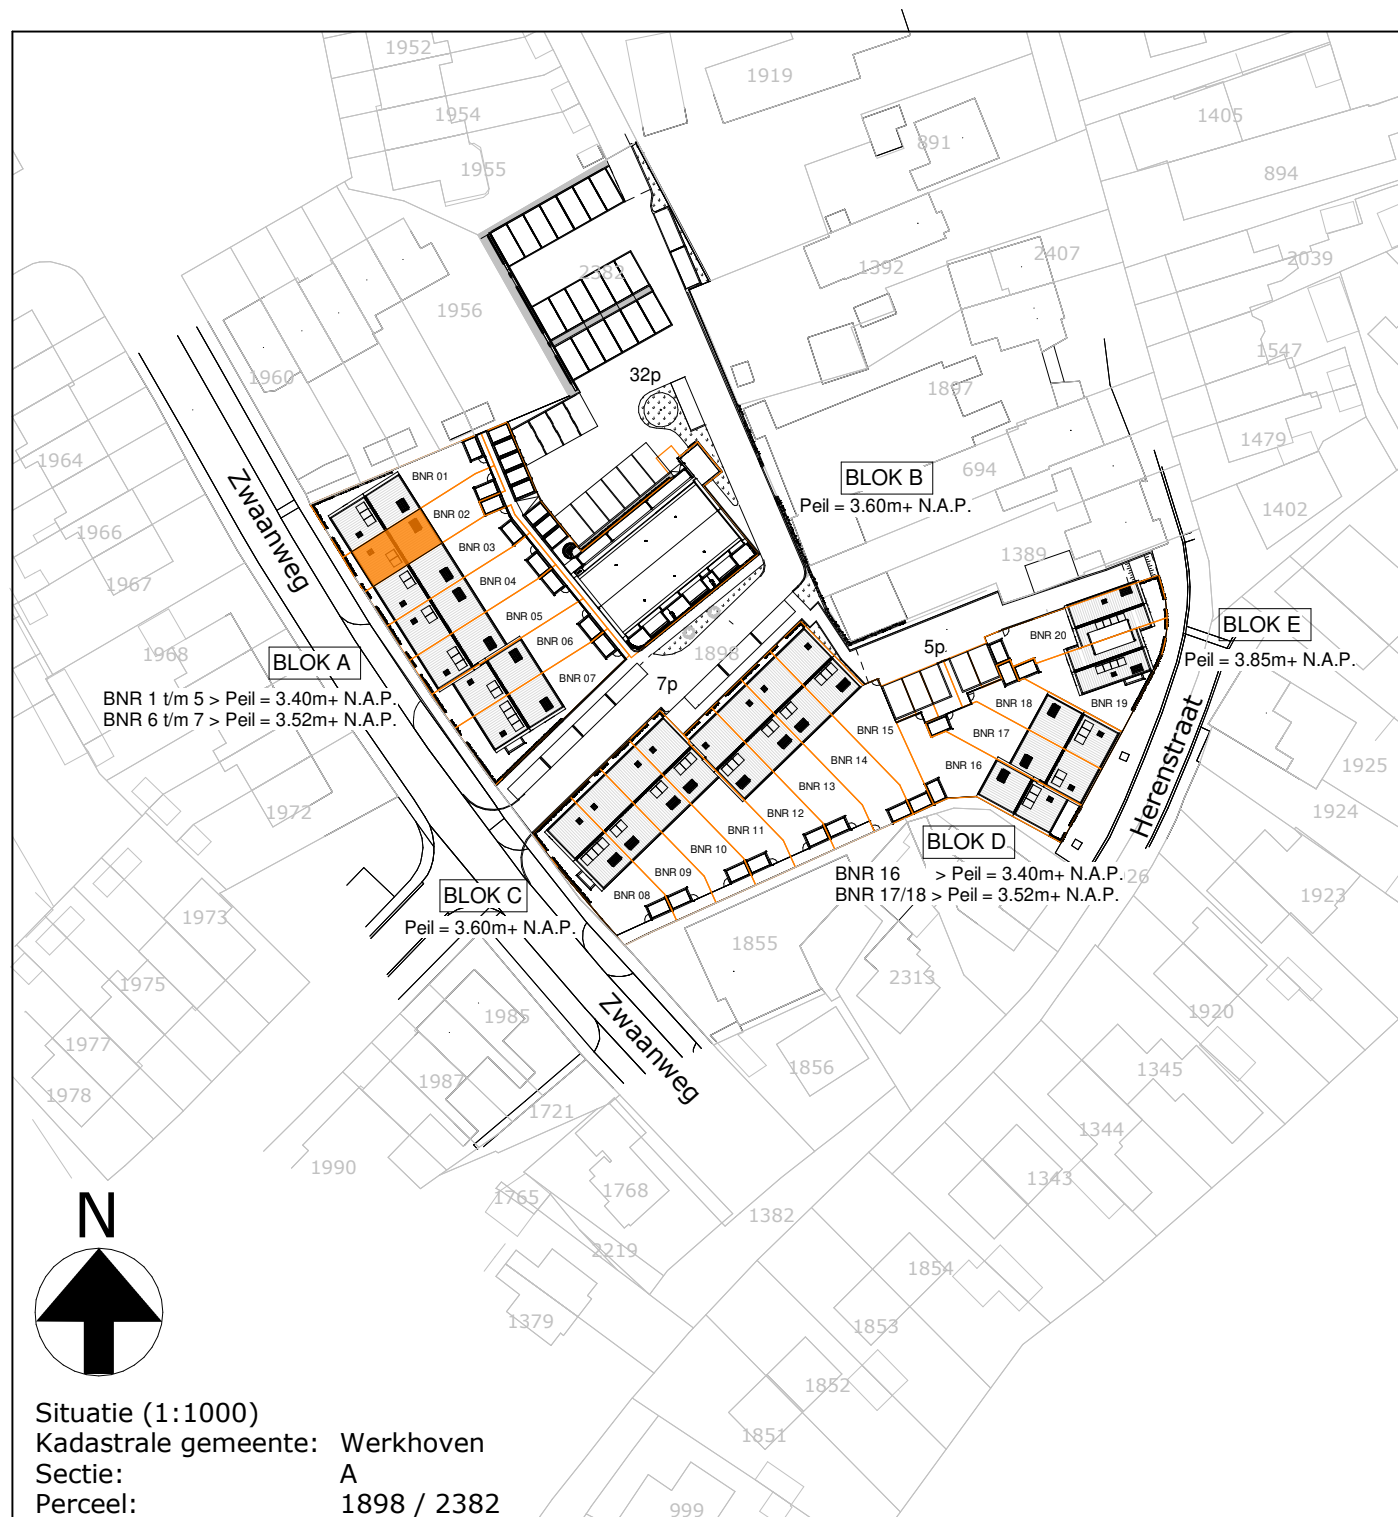 1952
1919
1954
1405
891
1955
894
2382
1392
2407
2039
1956
32p
1547
1960
1897
1964
BNR 01
1479
694
Zwaanweg
BLOK B
Peil = 3.60m+ N.A.P.
BNR 02
1402
1966
BNR 03
1389
1967
BNR 04
BNR 05
BLOK E
Peil = 3.85m+ N.A.P.
BNR 20
BNR 06
5p.
1968
1898
BLOK A
BNR 1 t/m 5 > Peil = 3.40m+ N.A.P.
BNR 6 t/m 7 > Peil = 3.52m+ N.A.P.
BNR 07
7p
BNR 18
BNR 19
BNR 15
BNR 17
Herenstraat
BNR 14
BNR 16
1925
BNR 13
1972
BNR 12
1924
BNR 11
BLOK D
BNR 16 > Peil = 3.40m+ N.A.P.
BNR 17/18 > Peil = 3.52m+ N.A.P.
BNR 10
BNR 09
26
BNR 08
BLOK C
Peil = 3.60m+ N.A.P.
1923
1973
1855
2313
1975
Zwaanweg
1985
1920
1977
1978
1987
1856
1345
1721
1344
1990
1765
1768
1343
N
1382
2219
1854
1379
1853
1852
1851
999
Situatie (1:1000)
Kadastrale gemeente: Werkhoven
Sectie: A
Perceel: 1898 / 2382